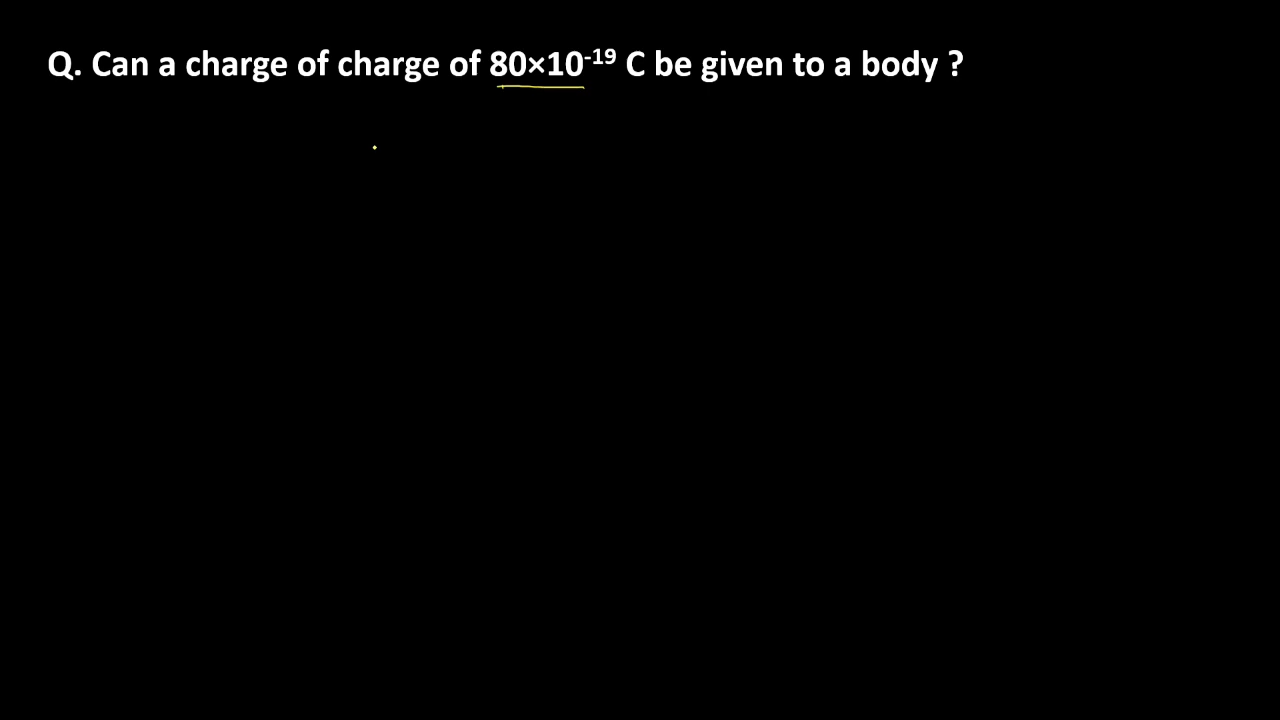 Q. Can a charge of charge of 80×10⁻¹⁹ C be given to a body ?